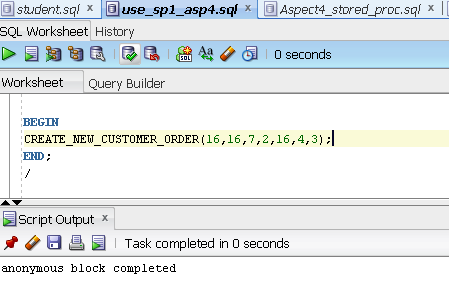 student.sql use_sp1_asp4.sql Aspect4_stored_proc.sql
SQL Worksheet History
0 seconds
Worksheet Query Builder
BEGIN
CREATE_NEW_CUSTOMER_ORDER(16,16,7,2,16,4,3);
END;
/
Script Output
Task completed in 0 seconds
anonymous block completed